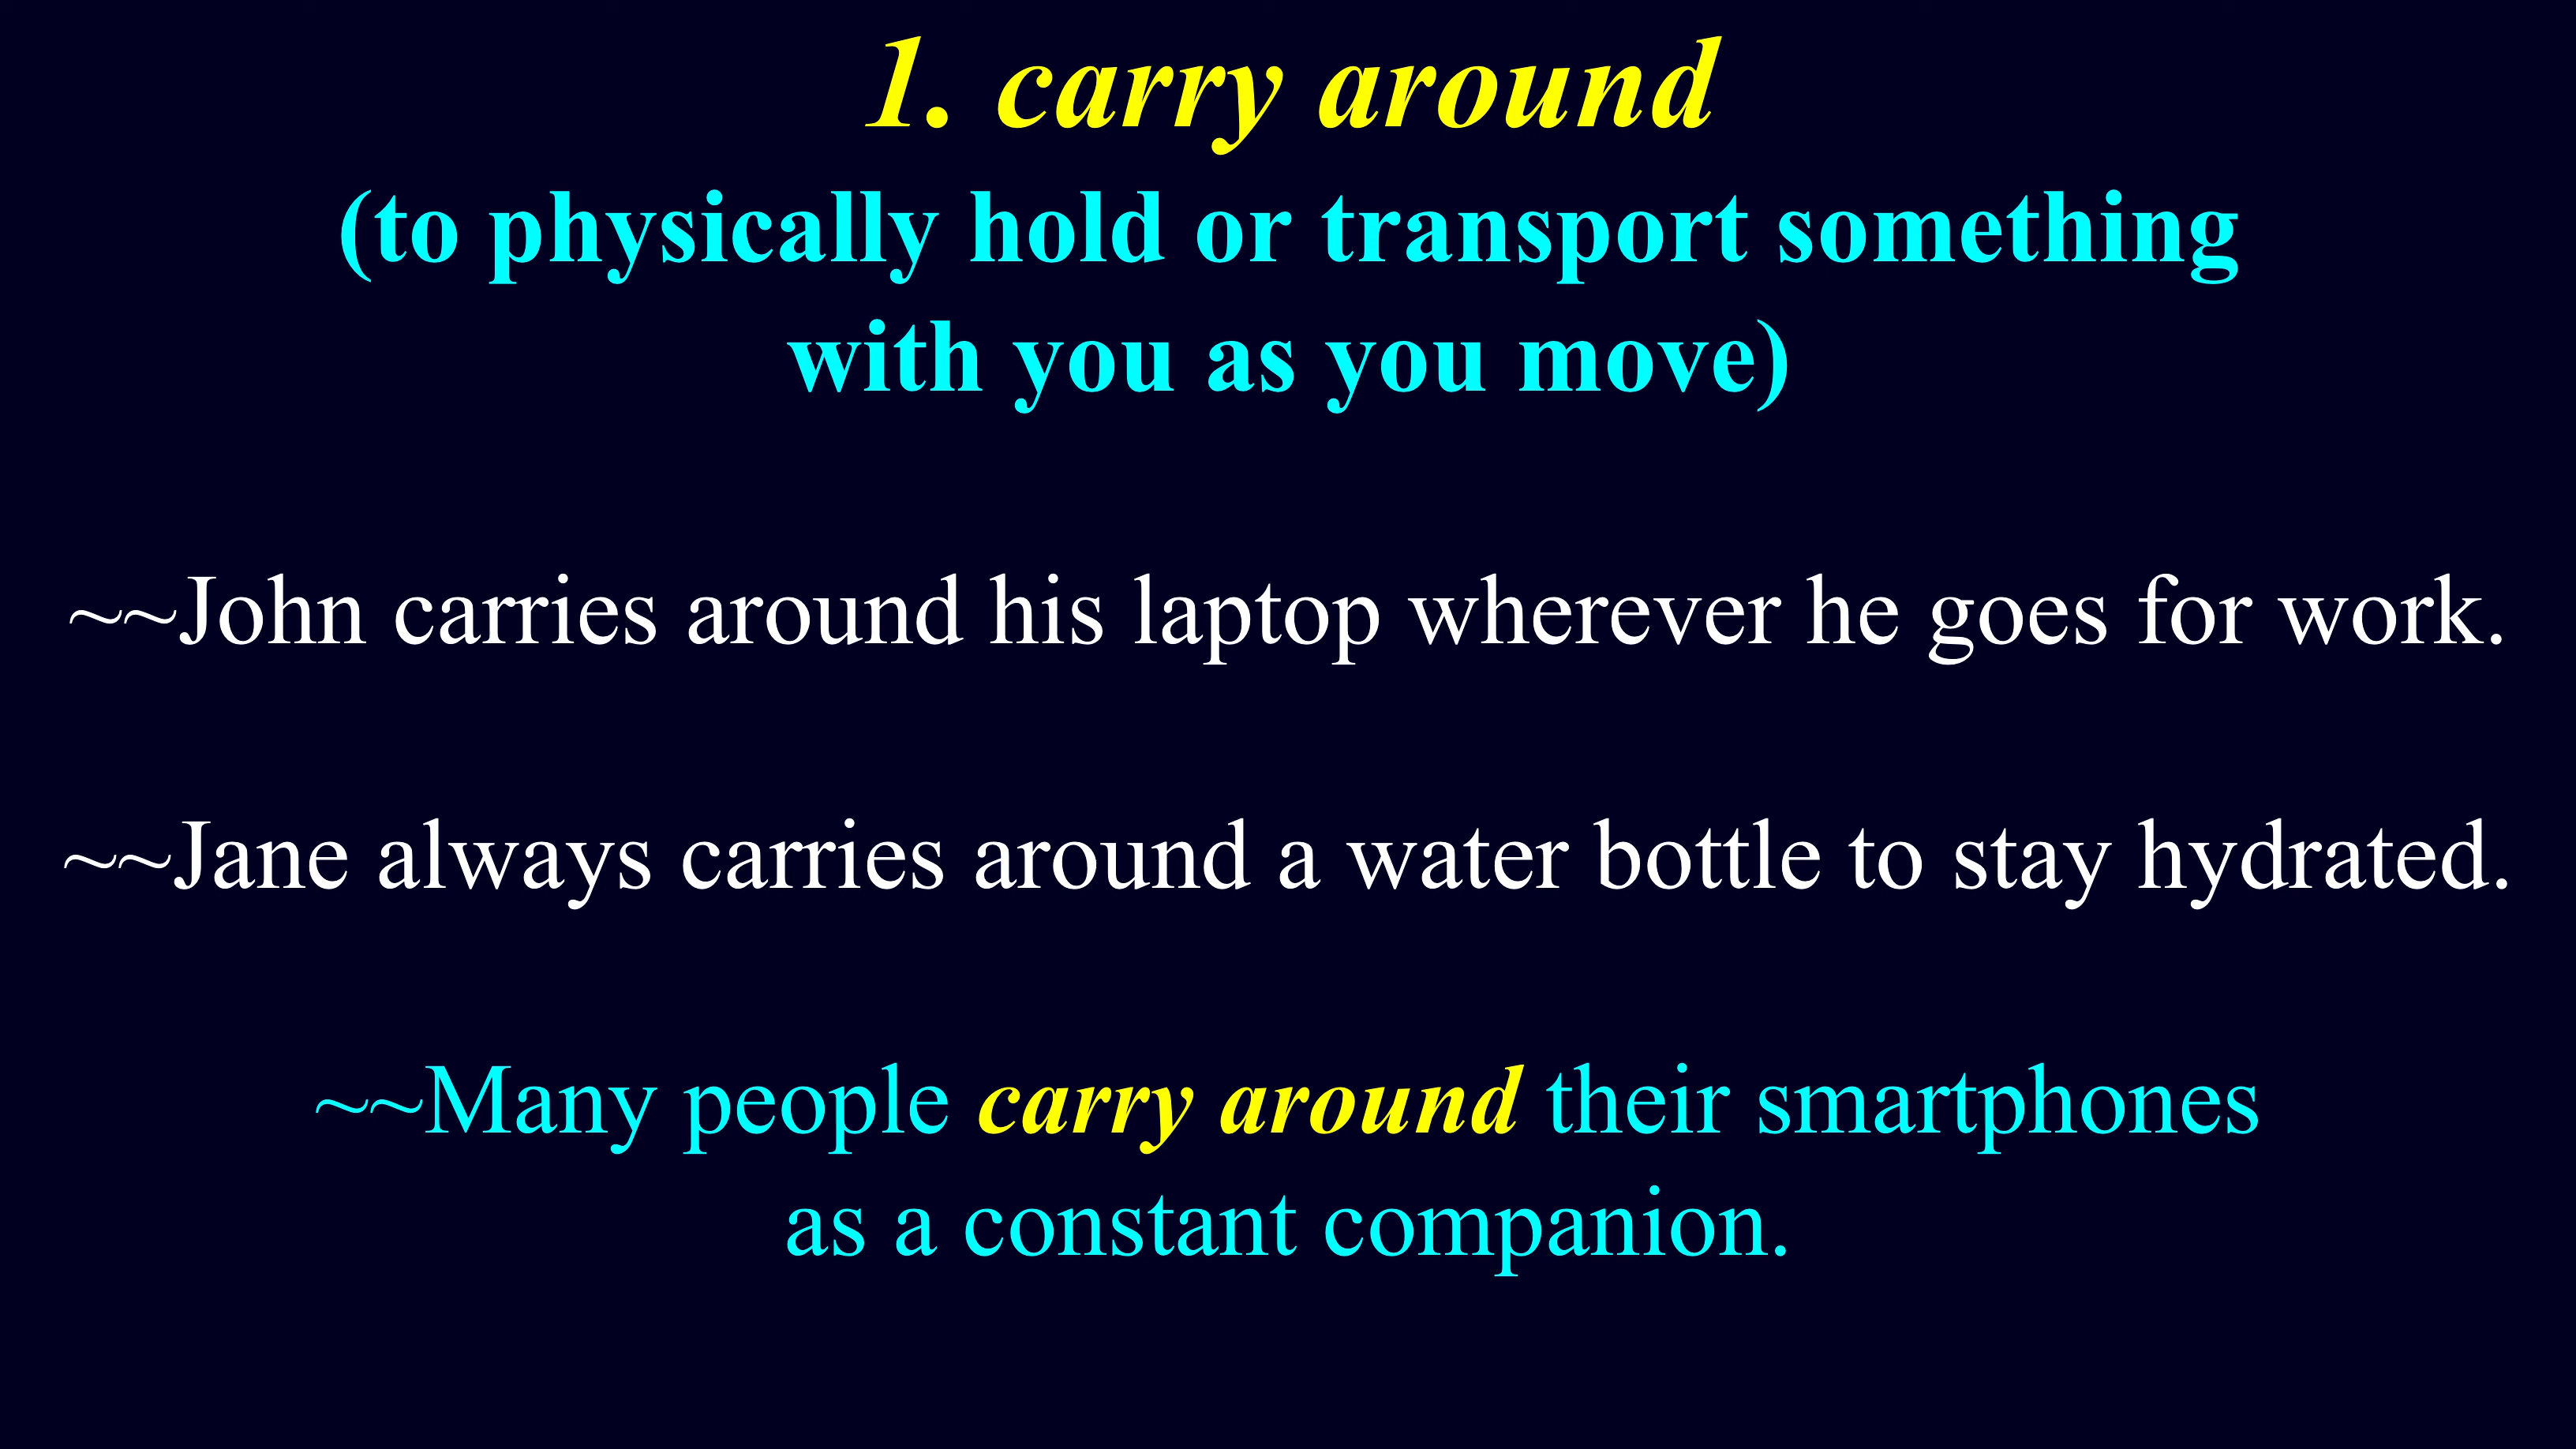 1. carry around
(to physically hold or transport something
with you as you move)
~~John carries around his laptop wherever he goes for work.
~~Jane always carries around a water bottle to stay hydrated.
~~Many people carry around their smartphones
as a constant companion.